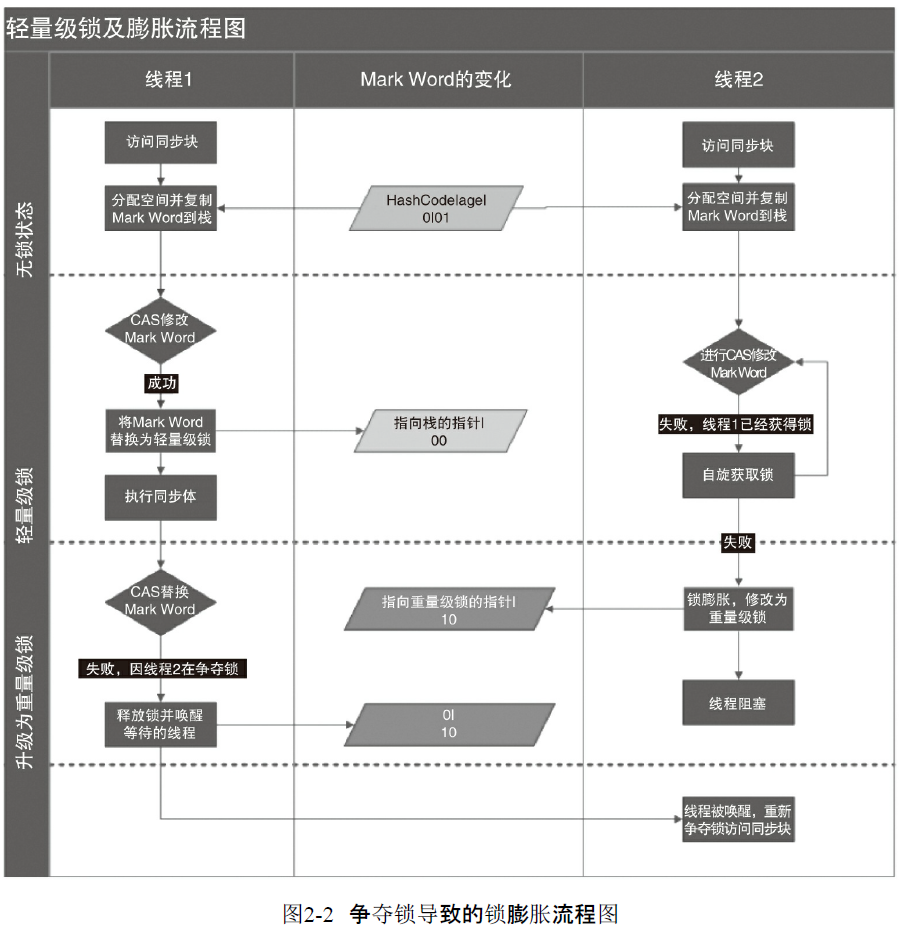 轻量级锁及膨胀流程图
线程1
Mark Word的变化
线程2
无锁状态
访问同步块
访问同步块
分配空间并复制
Mark Word到栈
HashCode|age|
0|01
分配空间并复制
Mark Word到栈
轻量级锁
CAS修改
Mark Word
进行CAS修改
Mark Word
成功
将Mark Word
替换为轻量级锁
指向栈的指针|
00
失败，线程1已经获得锁
自旋获取锁
执行同步体
失败
升级为重量级锁
CAS替换
Mark Word
指向重量级锁的指针|
10
锁膨胀，修改为
重量级锁
失败，因线程2在争夺锁
释放锁并唤醒
等待的线程
0|
10
线程阻塞
线程被唤醒，重新
争夺锁访问同步块
图2-2 争夺锁导致的锁膨胀流程图